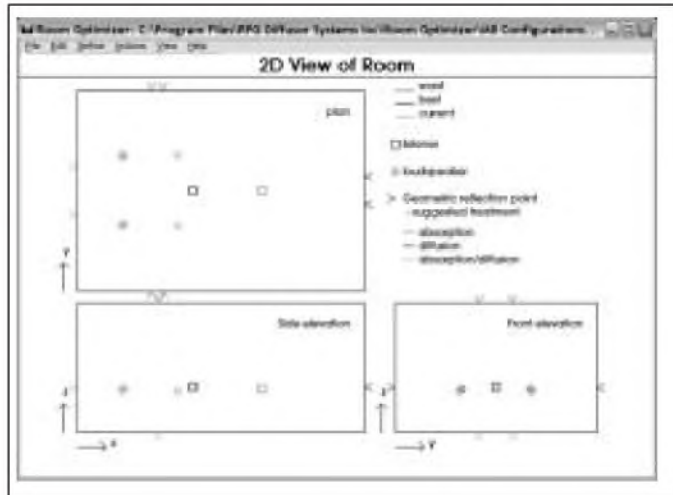 Room Optimizer: C:\Program Files\RPG Diffusor Systems Inc\Room Optimizer\VAB Configurations
File Edit Define Actions View Help
2D View of Room
plan
worst
best
current
listener
loudspeaker
Geometric reflection point
- suggested treatment
absorption
diffusion
absorption/diffusion
Y
Side elevation
Front elevation
Z
Z
X
Y